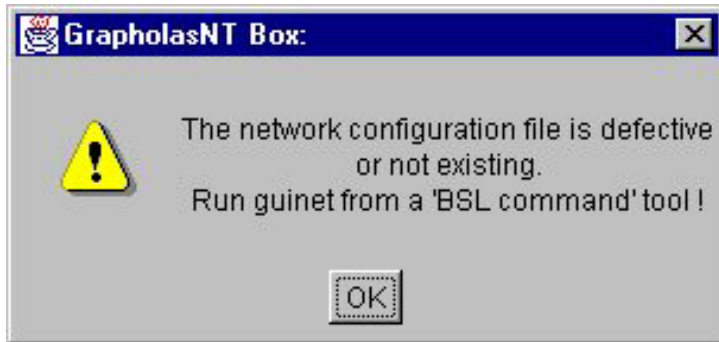 GrapholasNT Box:
The network configuration file is defective
or not existing.
Run guinet from a 'BSL command' tool !
OK